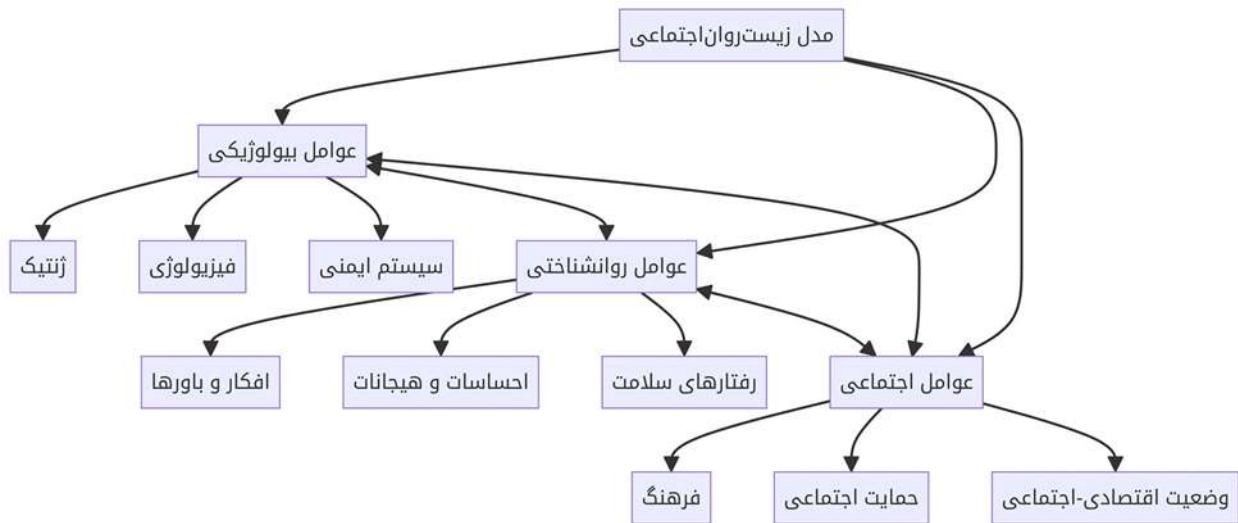 مدل زیست‌روان‌اجتماعی
عوامل بیولوژیکی
ژنتیک
فیزیولوژی
سیستم ایمنی
عوامل روانشناختی
افکار و باورها
احساسات و هیجانات
رفتارهای سلامت
عوامل اجتماعی
فرهنگ
حمایت اجتماعی
وضعیت اقتصادی-اجتماعی